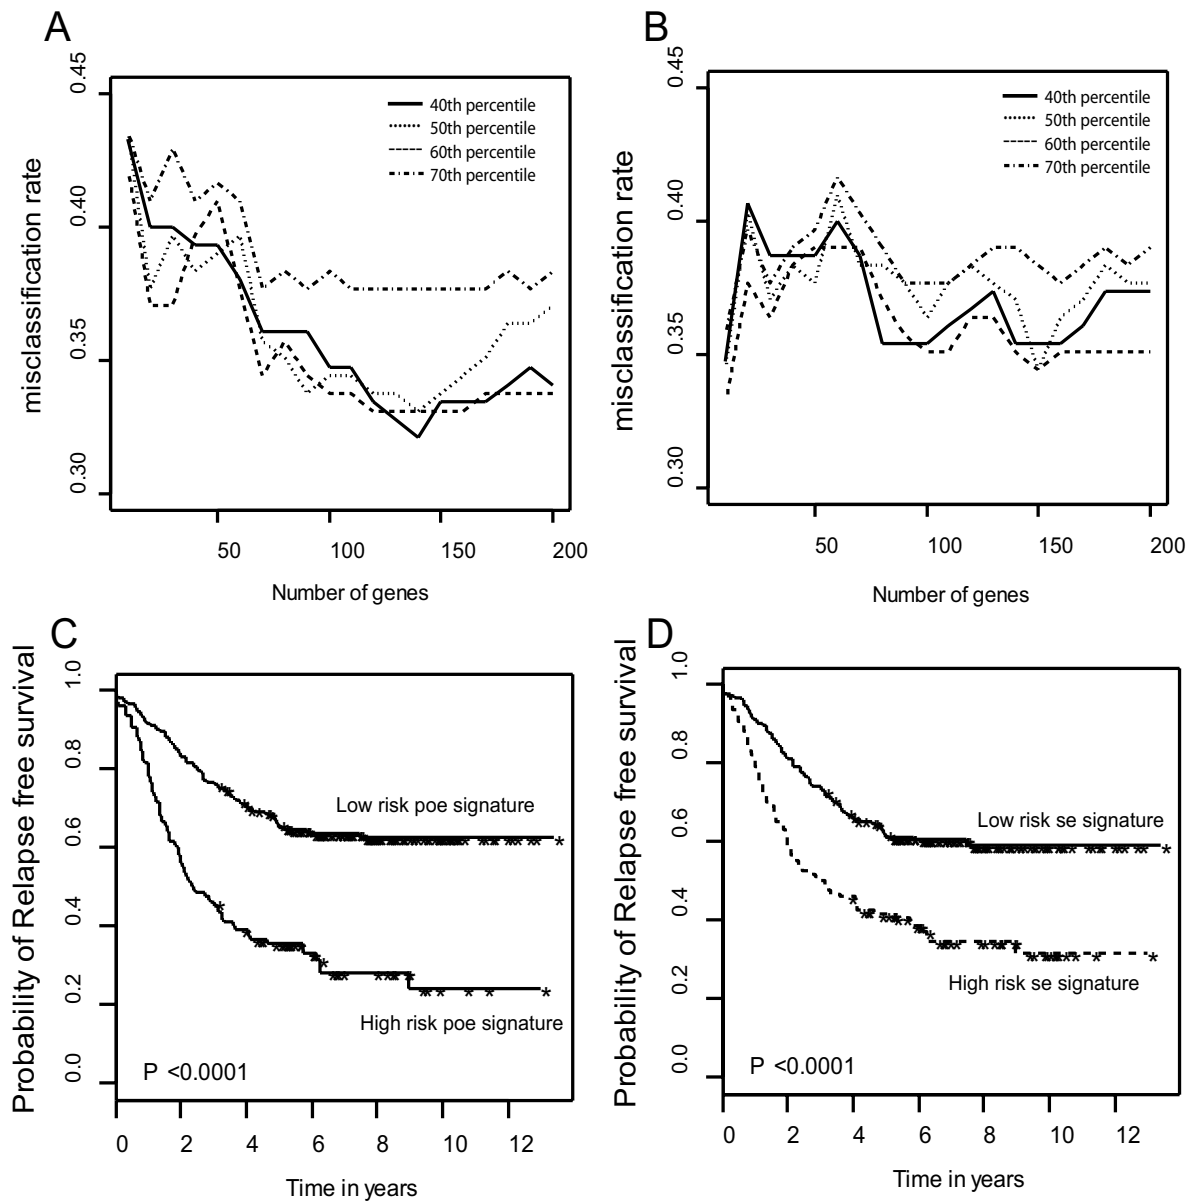 A
0.45
0.40
0.35
0.30
misclassification rate
40th percentile
50th percentile
60th percentile
70th percentile
50
100
150
200
Number of genes
B
0.45
0.40
0.35
0.30
misclassification rate
40th percentile
50th percentile
60th percentile
70th percentile
50
100
150
200
Number of genes
C
1.0
0.8
0.6
0.4
0.2
0.0
Probability of Relapse free survival
Low risk poe signature
High risk poe signature
P <0.0001
0
2
4
6
8
10
12
Time in years
D
1.0
0.8
0.6
0.4
0.2
0.0
Probability of Relapse free survival
Low risk se signature
High risk se signature
P <0.0001
0
2
4
6
8
10
12
Time in years